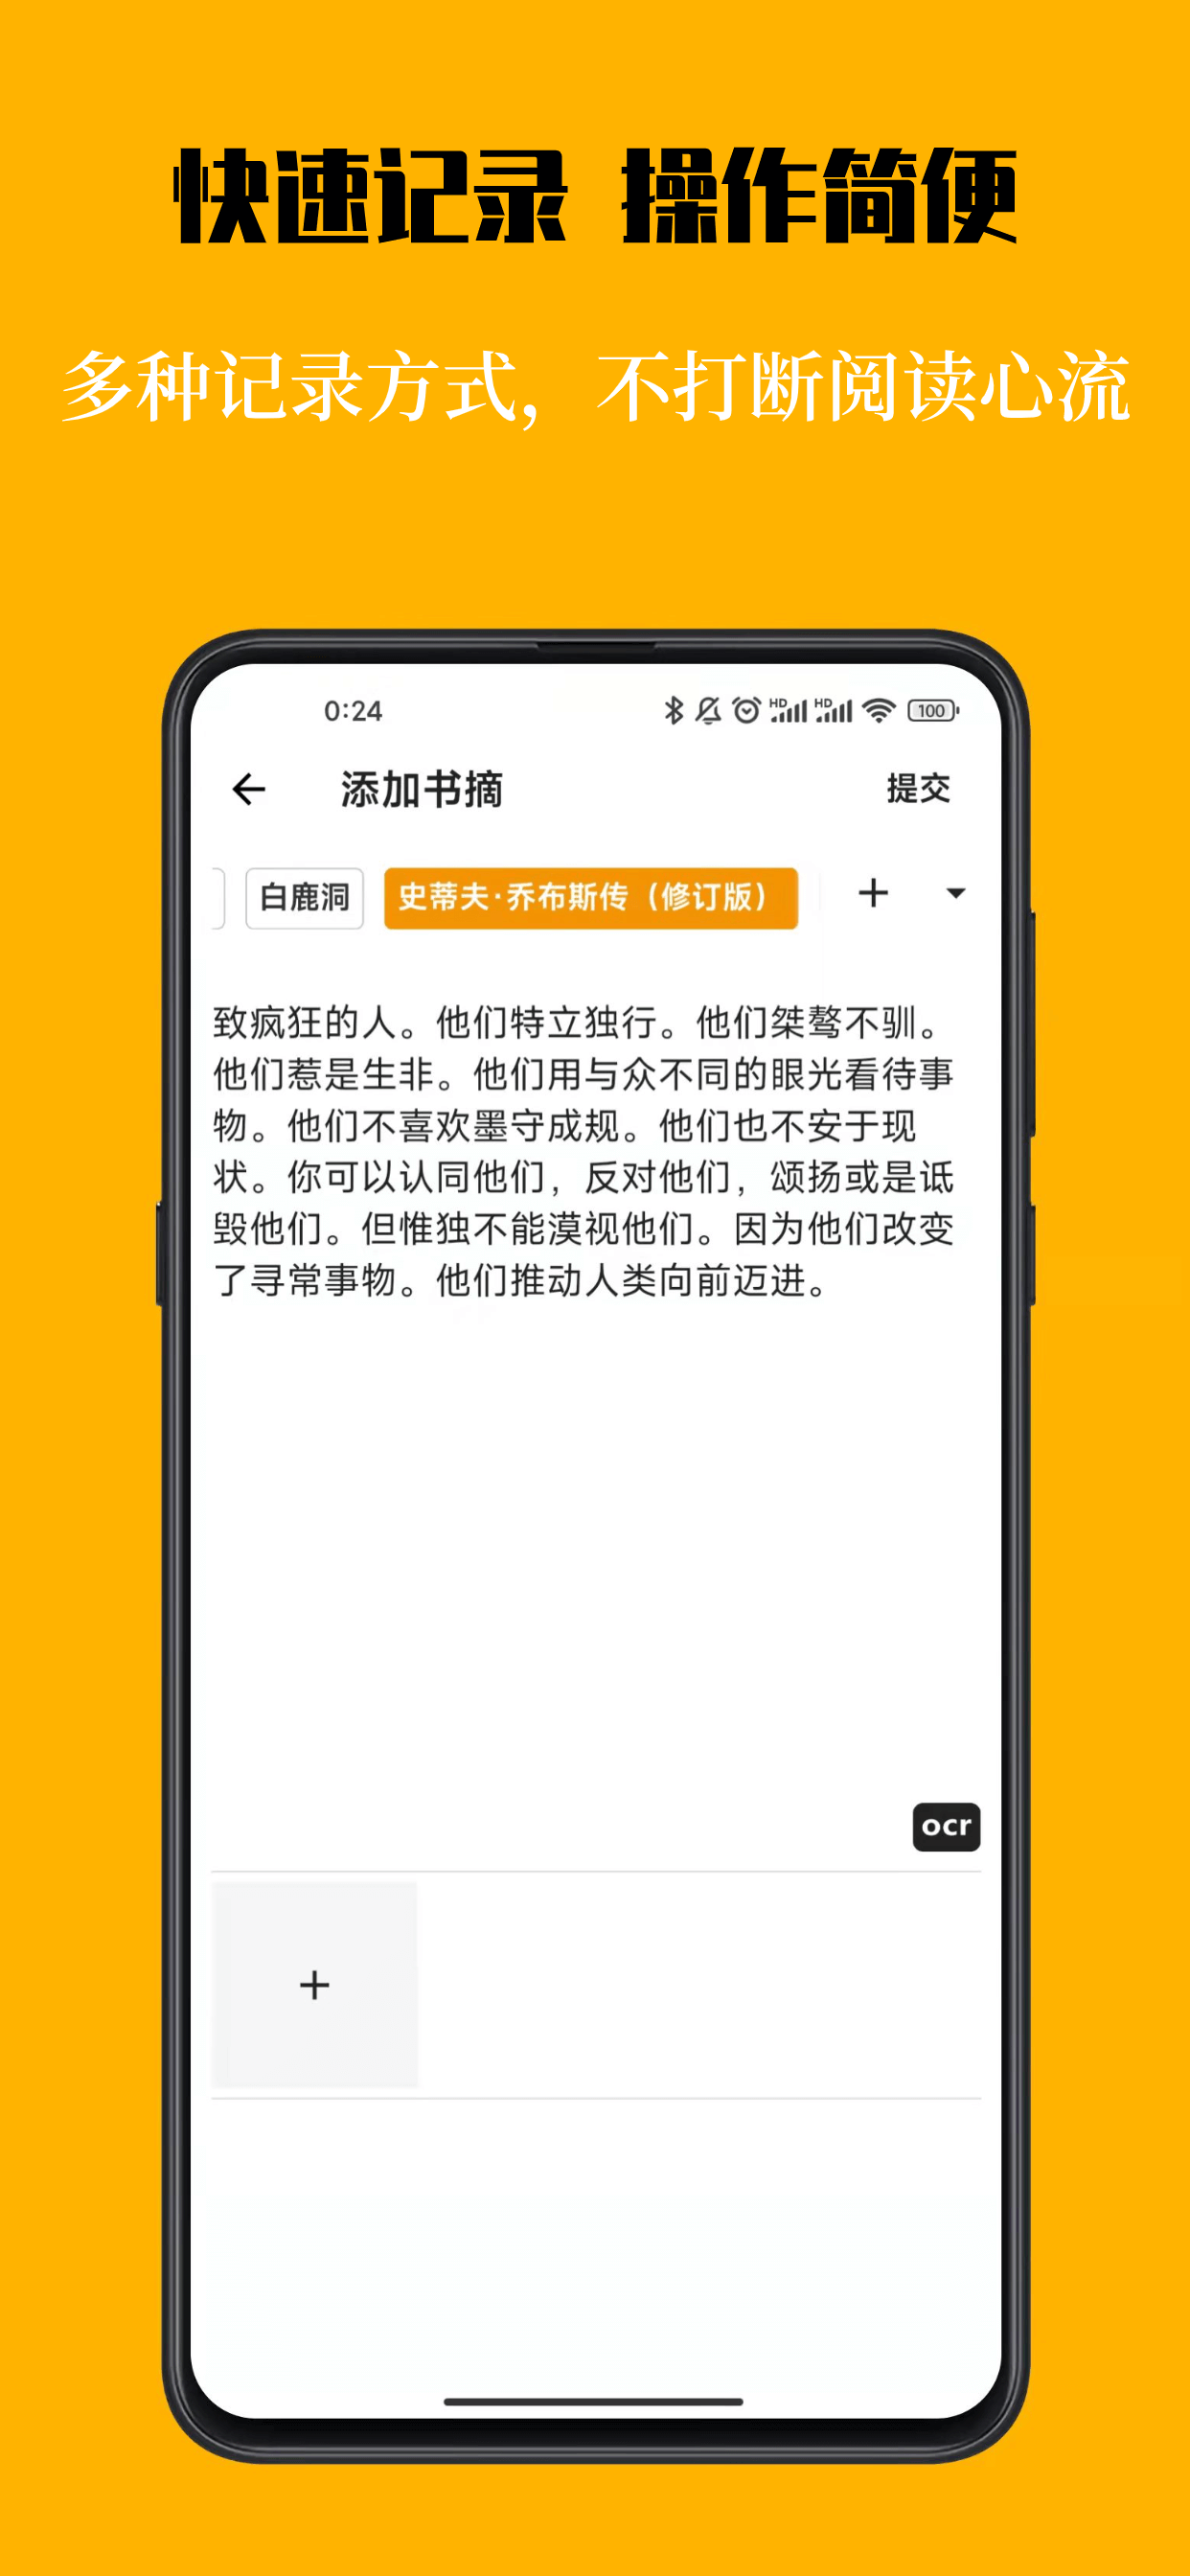 快速记录 操作简便
多种记录方式，不打断阅读心流
0:24 HD HD 100
添加书摘 提交
白鹿洞 史蒂夫·乔布斯传（修订版） +
致疯狂的人。他们特立独行。他们桀骜不驯。
他们惹是生非。他们用与众不同的眼光看待事
物。他们不喜欢墨守成规。他们也不安于现
状。你可以认同他们，反对他们，颂扬或是诋
毁他们。但惟独不能漠视他们。因为他们改变
了寻常事物。他们推动人类向前迈进。
ocr
+